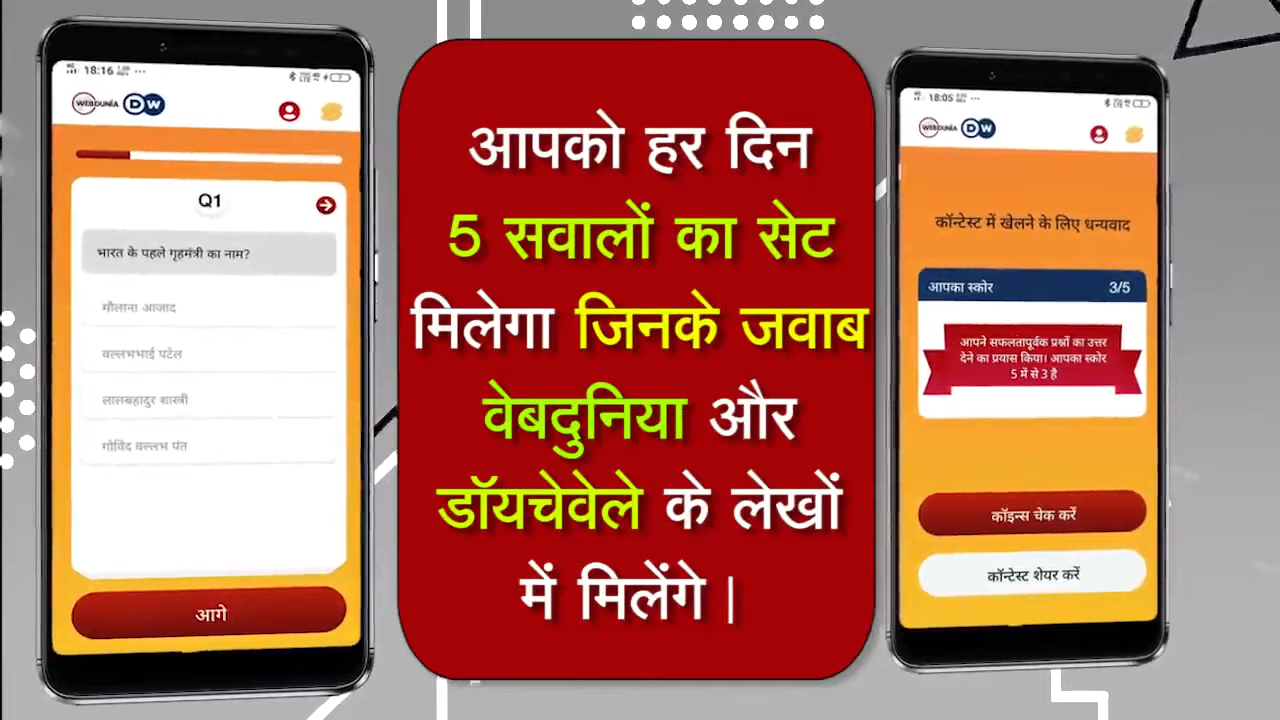 18:16
WEBDUNIA DW
Q1
भारत के पहले गृहमंत्री का नाम?
मौलाना आजाद
वल्लभभाई पटेल
लालबहादुर शास्त्री
गोविंद वल्लभ पंत
आगे
आपको हर दिन
5 सवालों का सेट
मिलेगा जिनके जवाब
वेबदुनिया और
डॉयचेवेले के लेखों
में मिलेंगे |
18:05
WEBDUNIA DW
कॉन्टेस्ट में खेलने के लिए धन्यवाद
आपका स्कोर 3/5
आपने सफलतापूर्वक प्रश्नों का उत्तर
देने का प्रयास किया। आपका स्कोर
5 में से 3 है
कॉइन्स चेक करें
कॉन्टेस्ट शेयर करें